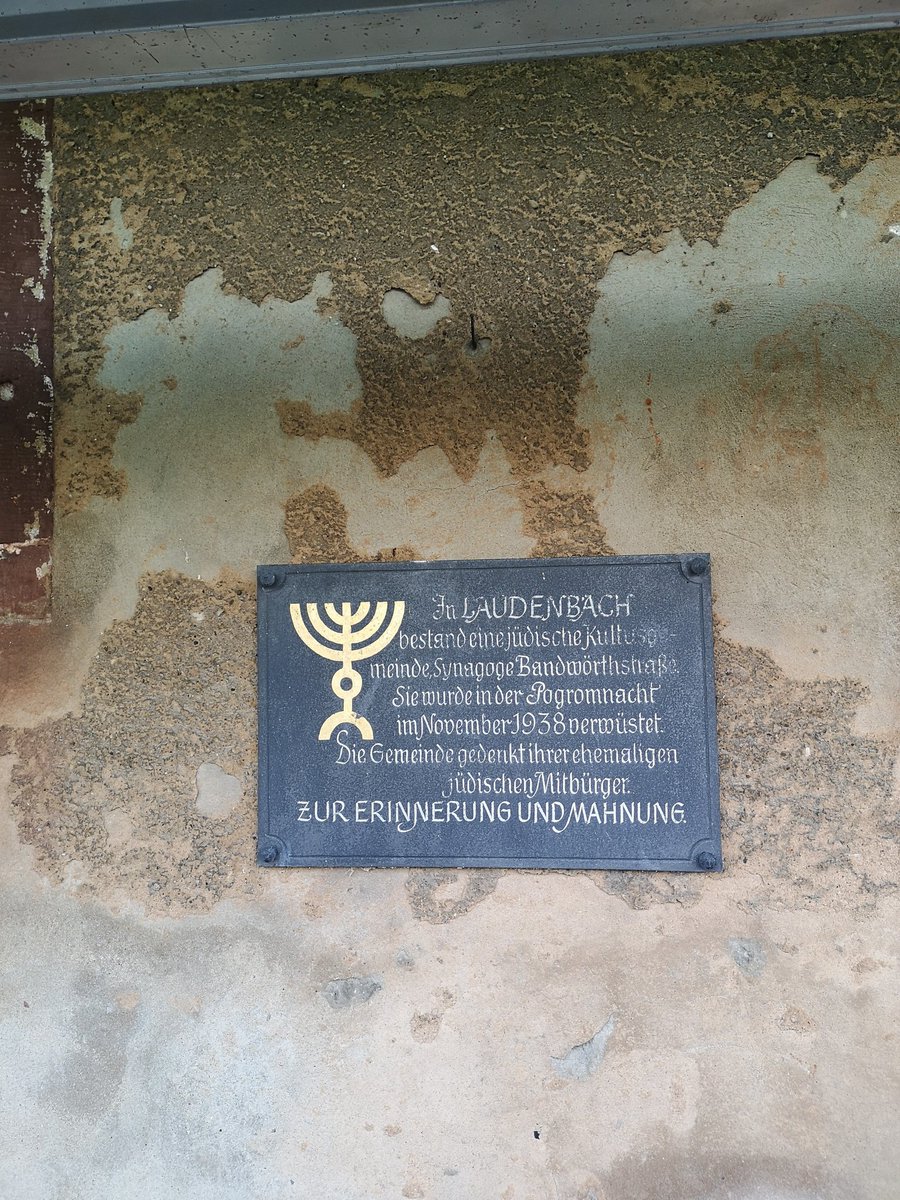 In LAUDENBACH
bestand eine jüdische Kultusge-
meinde, Synagoge Bandwörthstraße.
Sie wurde in der Pogromnacht
im November 1938 verwüstet.
Die Gemeinde gedenkt ihrer ehemaligen
jüdischen Mitbürger.
ZUR ERINNERUNG UND MAHNUNG.